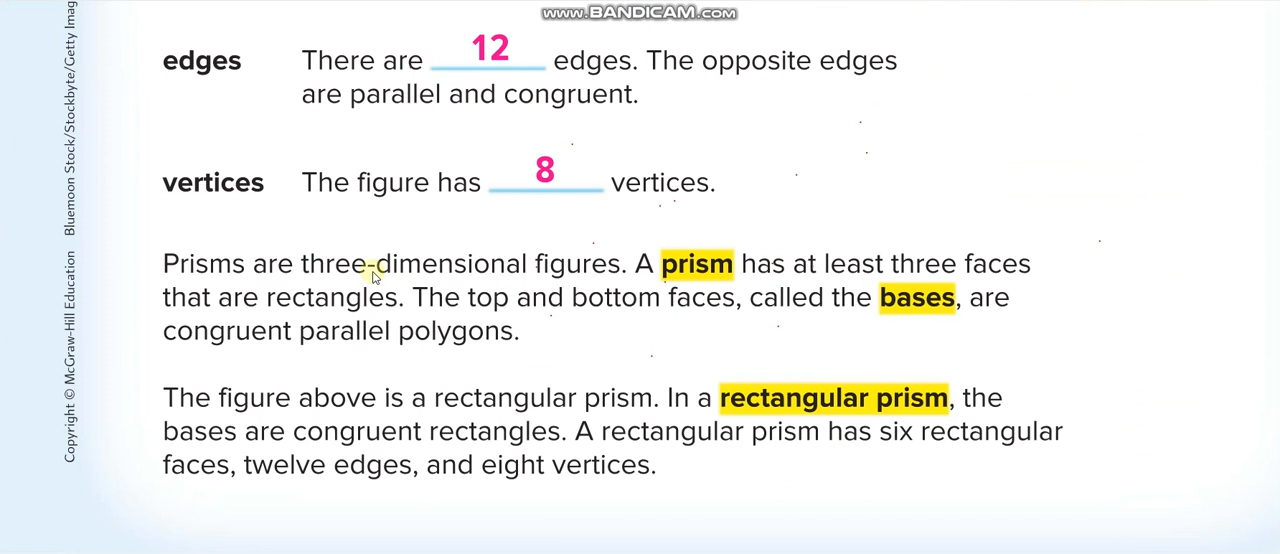 www.BANDICAM.com
edges There are 12 edges. The opposite edges
are parallel and congruent.
vertices The figure has 8 vertices.
Prisms are three-dimensional figures. A prism has at least three faces
that are rectangles. The top and bottom faces, called the bases, are
congruent parallel polygons.
The figure above is a rectangular prism. In a rectangular prism, the
bases are congruent rectangles. A rectangular prism has six rectangular
faces, twelve edges, and eight vertices.
Copyright © McGraw-Hill Education Bluemoon Stock/Stockbyte/Getty Imag